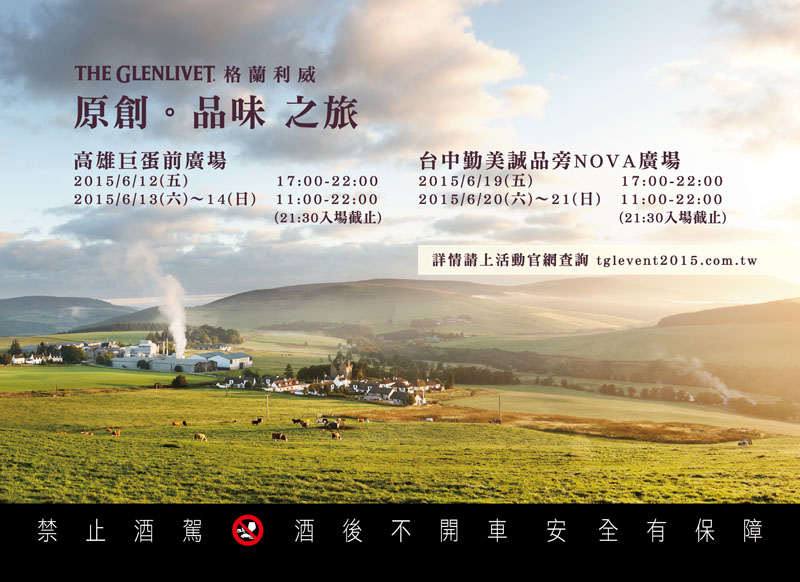 THE GLENLIVET. 格蘭利威
原創。品味 之旅
高雄巨蛋前廣場
2015/6/12(五) 17:00-22:00
2015/6/13(六)～14(日) 11:00-22:00
(21:30入場截止)
台中勤美誠品旁NOVA廣場
2015/6/19(五) 17:00-22:00
2015/6/20(六)～21(日) 11:00-22:00
(21:30入場截止)
詳情請上活動官網查詢 tglevent2015.com.tw
禁止酒駕 酒後不開車 安全有保障